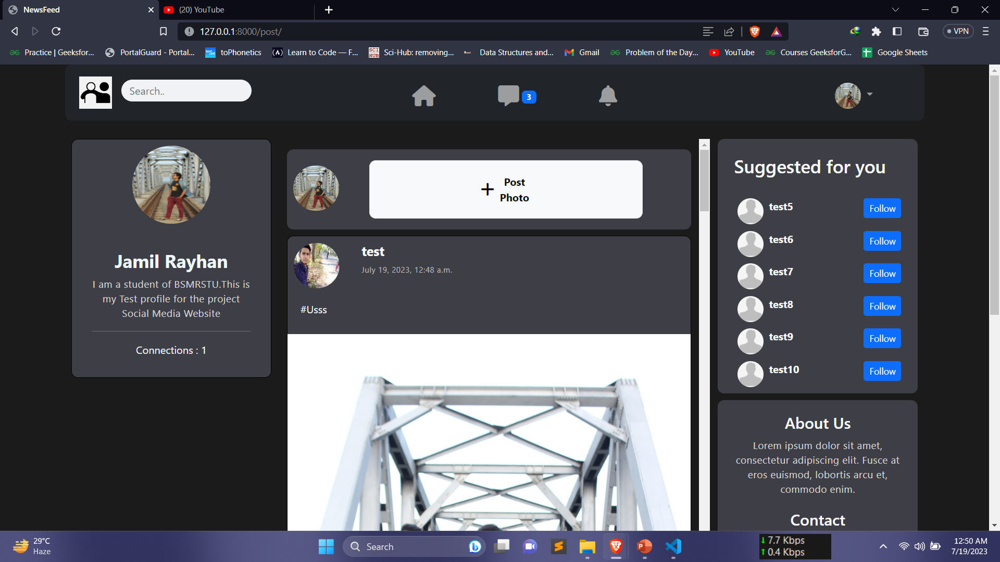 NewsFeed
(20) YouTube
127.0.0.1:8000/post/
VPN
Practice | Geeksfor...
PortalGuard - Portal...
toPhonetics
Learn to Code — F...
SCI HUB
Sci-Hub: removing...
Data Structures and...
Gmail
Problem of the Day...
YouTube
Courses GeeksforG...
Google Sheets
Search..
3
Jamil Rayhan
I am a student of BSMRSTU.This is
my Test profile for the project
Social Media Website
Connections : 1
Post
Photo
test
July 19, 2023, 12:48 a.m.
#Usss
Suggested for you
test5
Follow
test6
Follow
test7
Follow
test8
Follow
test9
Follow
test10
Follow
About Us
Lorem ipsum dolor sit amet,
consectetur adipiscing elit. Fusce at
eros euismod, lobortis arcu et,
commodo enim.
Contact
29°C
Haze
Search
7.7 Kbps
0.4 Kbps
12:50 AM
7/19/2023